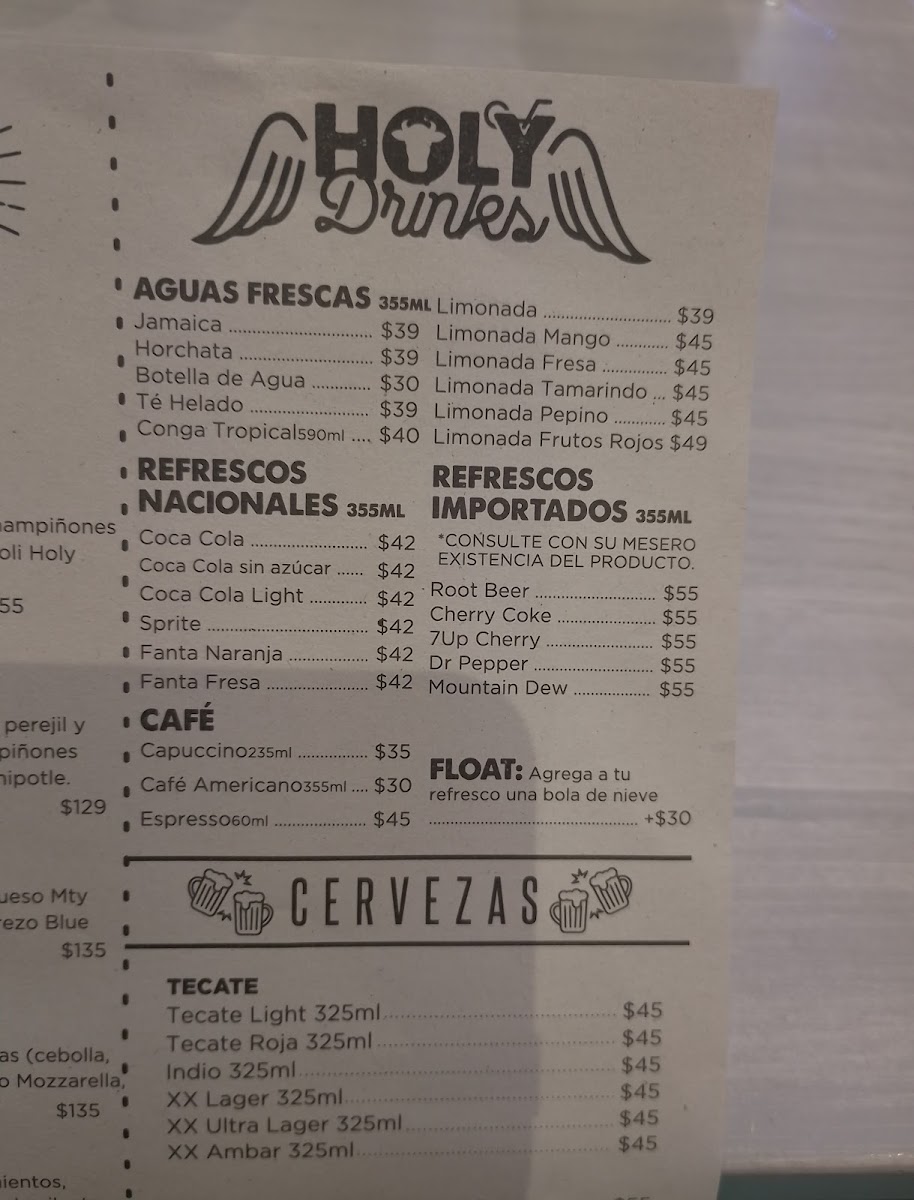 HOLY
Drinks
AGUAS FRESCAS 355ML
Jamaica ........ $39
Horchata ........ $39
Botella de Agua ........ $30
Té Helado ........ $39
Conga Tropical590ml .... $40
Limonada ........ $39
Limonada Mango ........ $45
Limonada Fresa ........ $45
Limonada Tamarindo ... $45
Limonada Pepino ........ $45
Limonada Frutos Rojos $49
REFRESCOS
NACIONALES 355ML
Coca Cola ........ $42
Coca Cola sin azúcar ...... $42
Coca Cola Light ........ $42
Sprite ........ $42
Fanta Naranja ........ $42
Fanta Fresa ........ $42
REFRESCOS
IMPORTADOS 355ML
*CONSULTE CON SU MESERO
EXISTENCIA DEL PRODUCTO.
Root Beer ........ $55
Cherry Coke ........ $55
7Up Cherry ........ $55
Dr Pepper ........ $55
Mountain Dew ........ $55
CAFÉ
Capuccino235ml ........ $35
Café Americano355ml .... $30
Espresso60ml ........ $45
FLOAT: Agrega a tu
refresco una bola de nieve
........ +$30
CERVEZAS
TECATE
Tecate Light 325ml ........ $45
Tecate Roja 325ml ........ $45
Indio 325ml ........ $45
XX Lager 325ml ........ $45
XX Ultra Lager 325ml ........ $45
XX Ambar 325ml ........ $45
oli Holy
55
perejil y
$129
Mty
Blue
$135
(cebolla,
Mozzarella,
$135